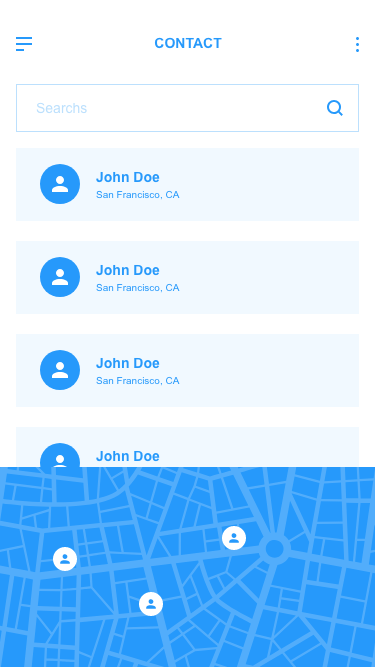 CONTACT
Searchs
John Doe
San Francisco, CA
John Doe
San Francisco, CA
John Doe
San Francisco, CA
John Doe